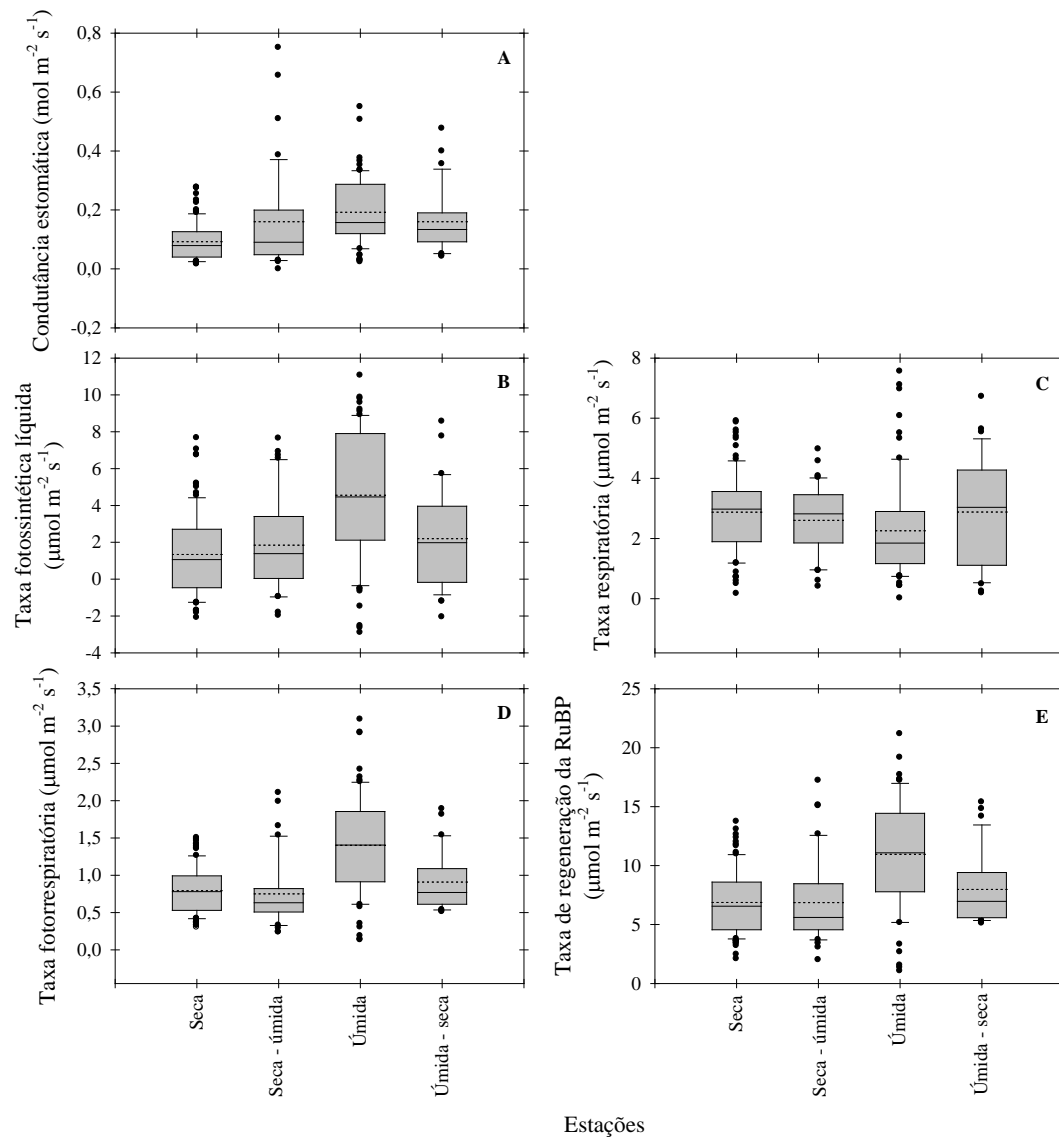 Condutância estomática (mol m⁻² s⁻¹)
0,8
0,6
0,4
0,2
0,0
-0,2
A
Taxa fotossintética líquida
(μmol m⁻² s⁻¹)
12
10
8
6
4
2
0
-2
-4
B
Taxa respiratória (μmol m⁻² s⁻¹)
8
6
4
2
0
C
Taxa fotorrespiratória (μmol m⁻² s⁻¹)
3,5
3,0
2,5
2,0
1,5
1,0
0,5
0,0
D
Taxa de regeneração da RuBP
(μmol m⁻² s⁻¹)
25
20
15
10
5
0
E
Seca
Seca - úmida
Úmida
Úmida - seca
Seca
Seca - úmida
Úmida
Úmida - seca
Estações